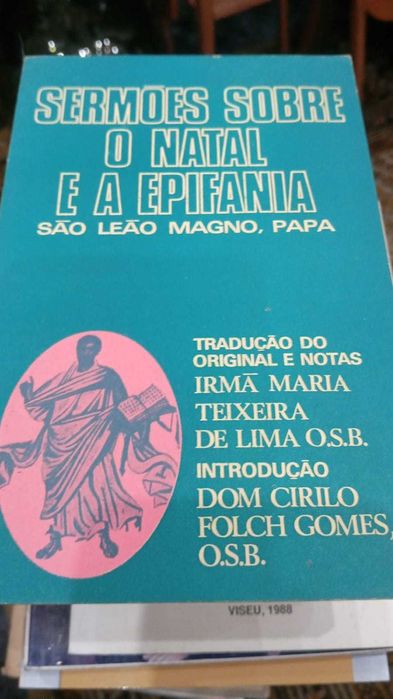 SERMÕES SOBRE
O NATAL
E A EPIFANIA
SÃO LEÃO MAGNO, PAPA
TRADUÇÃO DO
ORIGINAL E NOTAS
IRMÃ MARIA
TEIXEIRA
DE LIMA O.S.B.
INTRODUÇÃO
DOM CIRILO
FOLCH GOMES,
O.S.B.
VISEU, 1988